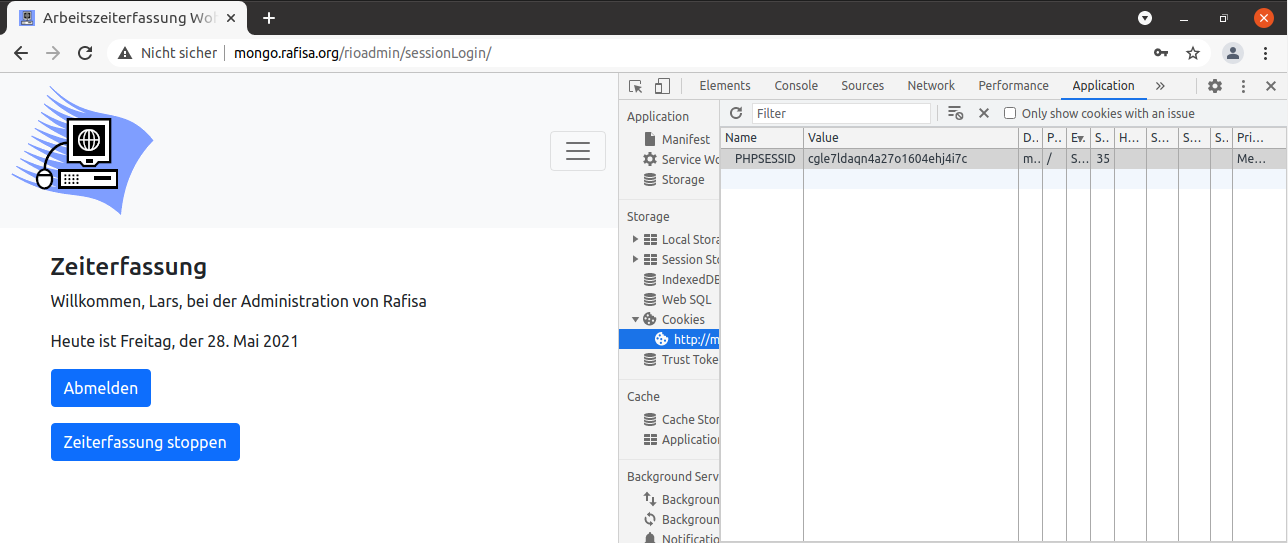 Arbeitszeiterfassung Woh
Nicht sicher mongo.rafisa.org/rioadmin/sessionLogin/
Zeiterfassung
Willkommen, Lars, bei der Administration von Rafisa
Heute ist Freitag, der 28. Mai 2021
Abmelden
Zeiterfassung stoppen
Elements Console Sources Network Performance Application »
Application
Manifest
Service Wo
Storage
Storage
Local Stora
Session Sto
IndexedDB
Web SQL
Cookies
http://m
Trust Toke
Cache
Cache Stor
Application
Background Serv
Backgroun
Backgroun
Notificatio
Filter Only show cookies with an issue
Name Value D.. P.. E S.. H... S... S... S.. Pri...
PHPSESSID cgle7ldaqn4a27o1604ehj4i7c m.. / S... 35 Me...